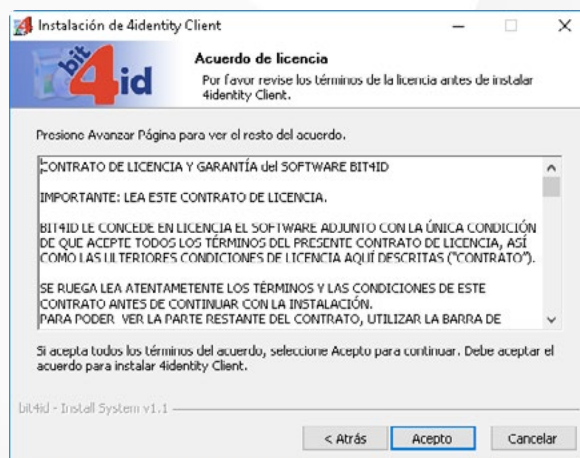 Instalación de 4identity Client
bit
4id
Acuerdo de licencia
Por favor revise los términos de la licencia antes de instalar
4identity Client.
Presione Avanzar Página para ver el resto del acuerdo.
CONTRATO DE LICENCIA Y GARANTÍA del SOFTWARE BIT4ID
IMPORTANTE: LEA ESTE CONTRATO DE LICENCIA.
BIT4ID LE CONCEDE EN LICENCIA EL SOFTWARE ADJUNTO CON LA ÚNICA CONDICIÓN
DE QUE ACEPTE TODOS LOS TÉRMINOS DEL PRESENTE CONTRATO DE LICENCIA, ASÍ
COMO LAS ULTERIORES CONDICIONES DE LICENCIA AQUÍ DESCRITAS ("CONTRATO").
SE RUEGA LEA ATENTAMETENTE LOS TÉRMINOS Y LAS CONDICIONES DE ESTE
CONTRATO ANTES DE CONTINUAR CON LA INSTALACIÓN.
PARA PODER VER LA PARTE RESTANTE DEL CONTRATO, UTILIZAR LA BARRA DE
Si acepta todos los términos del acuerdo, seleccione Acepto para continuar. Debe aceptar el
acuerdo para instalar 4identity Client.
bit4id - Install System v1.1
< Atrás Acepto Cancelar